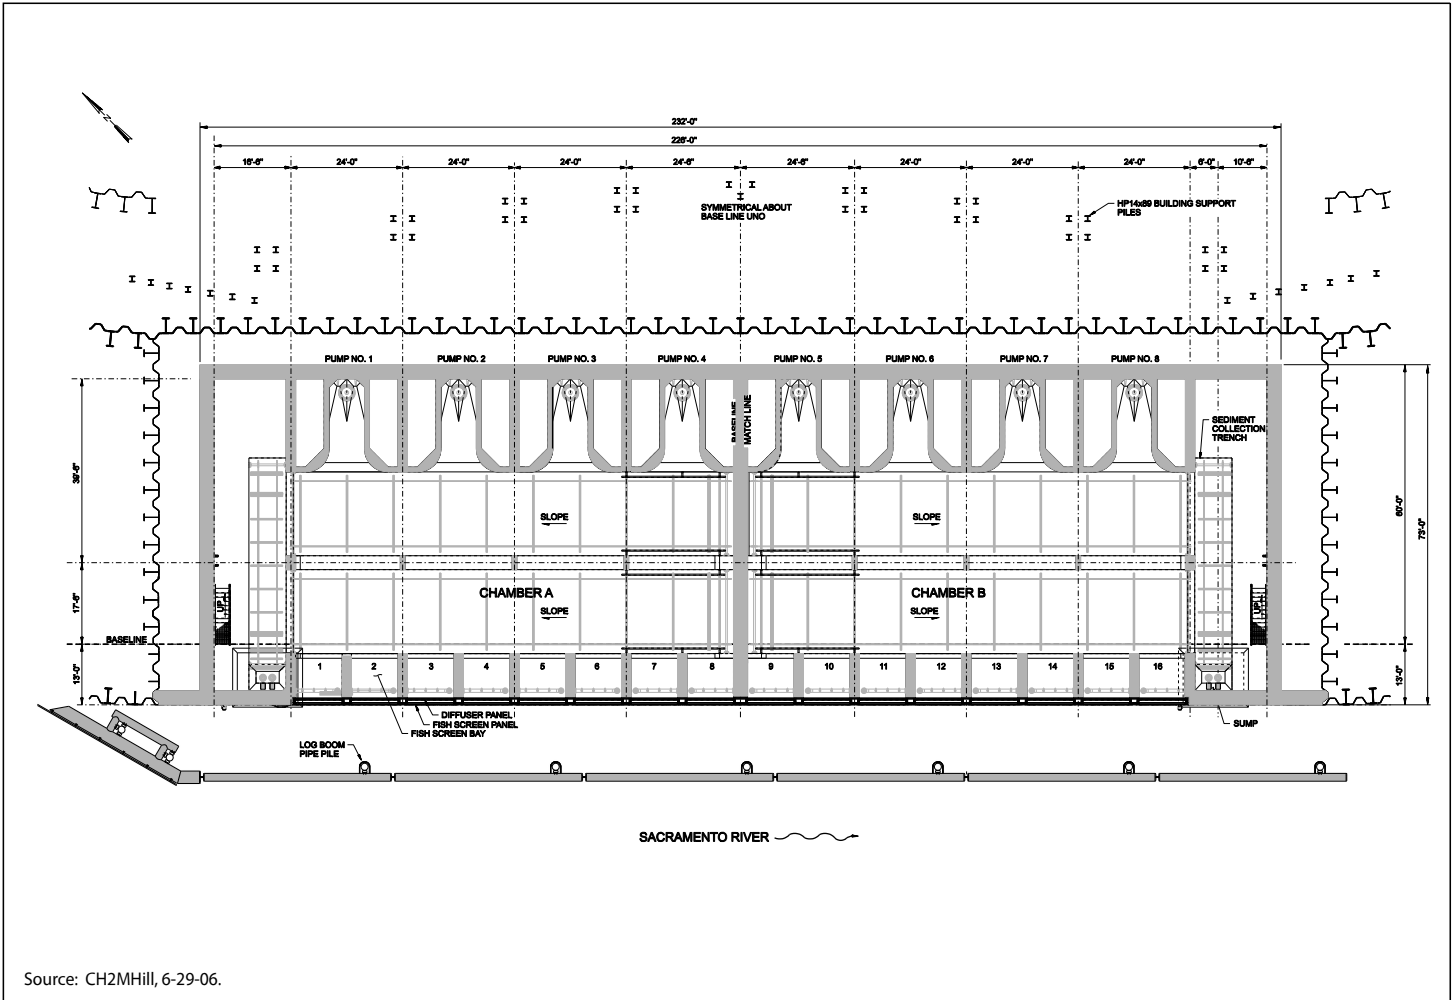 N
232'-0"
226'-0"
16'-6" 24'-0" 24'-0" 24'-0" 24'-6" 24'-6" 24'-0" 24'-0" 24'-0" 6'-0" 10'-6"
SYMMETRICAL ABOUT
BASE LINE UNO
HP14x89 BUILDING SUPPORT
PILES
PUMP NO. 1 PUMP NO. 2 PUMP NO. 3 PUMP NO. 4 PUMP NO. 5 PUMP NO. 6 PUMP NO. 7 PUMP NO. 8
BASELINE
MATCH LINE
SEDIMENT
COLLECTION
TRENCH
39'-6"
60'-0"
73'-0"
SLOPE SLOPE
CHAMBER A CHAMBER B
17'-6"
UP UP
SLOPE SLOPE
BASELINE
13'-0" 13'-0"
1 2 3 4 5 6 7 8 9 10 11 12 13 14 15 16
DIFFUSER PANEL
FISH SCREEN PANEL
FISH SCREEN BAY
SUMP
LOG BOOM
PIPE PILE
SACRAMENTO RIVER
Source: CH2MHill, 6-29-06.